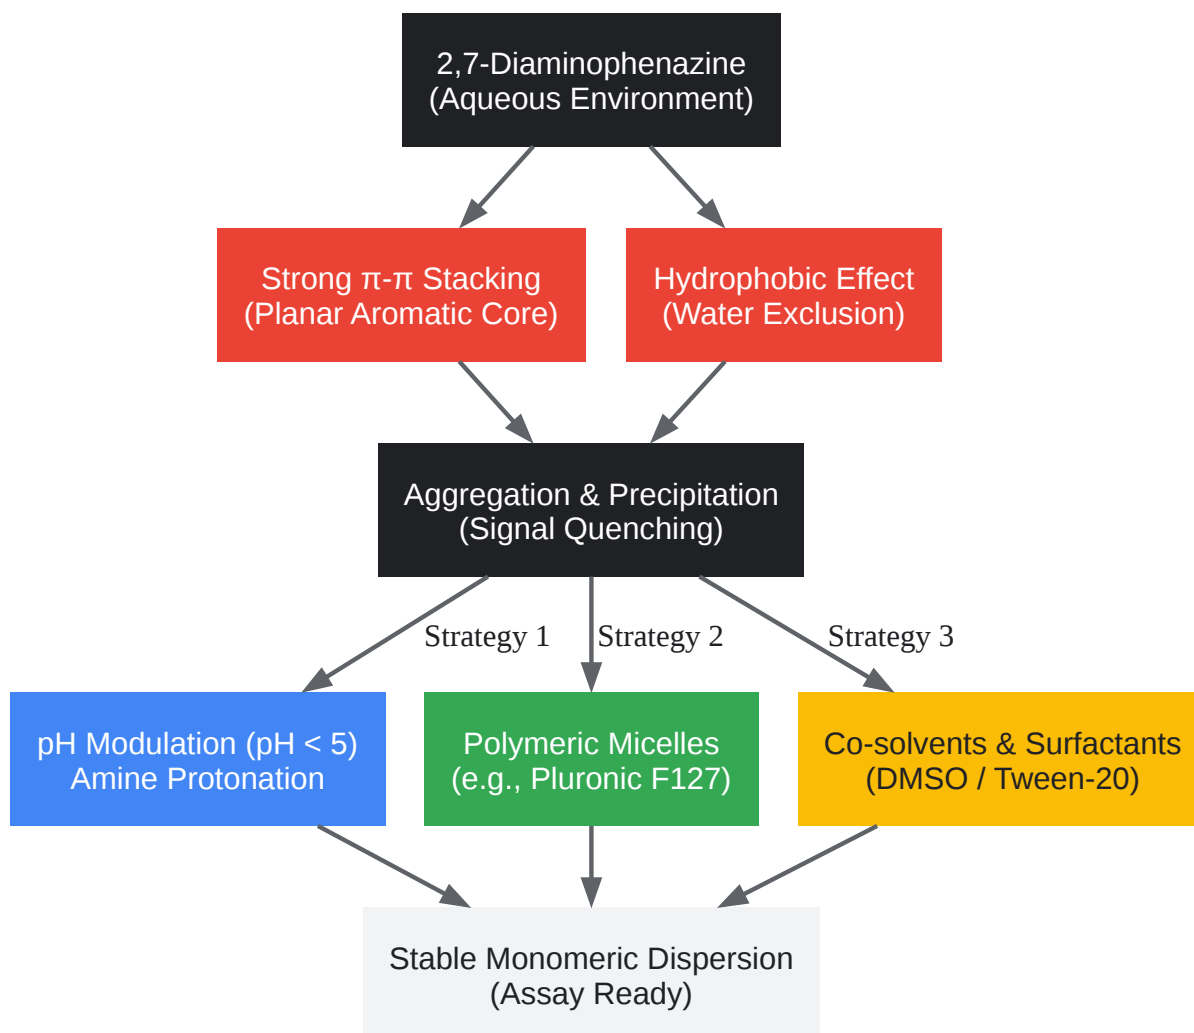 2,7-Diaminophenazine
(Aqueous Environment)
Strong π-π Stacking
(Planar Aromatic Core)
Hydrophobic Effect
(Water Exclusion)
Aggregation & Precipitation
(Signal Quenching)
Strategy 1
Strategy 2
Strategy 3
pH Modulation (pH < 5)
Amine Protonation
Polymeric Micelles
(e.g., Pluronic F127)
Co-solvents & Surfactants
(DMSO / Tween-20)
Stable Monomeric Dispersion
(Assay Ready)